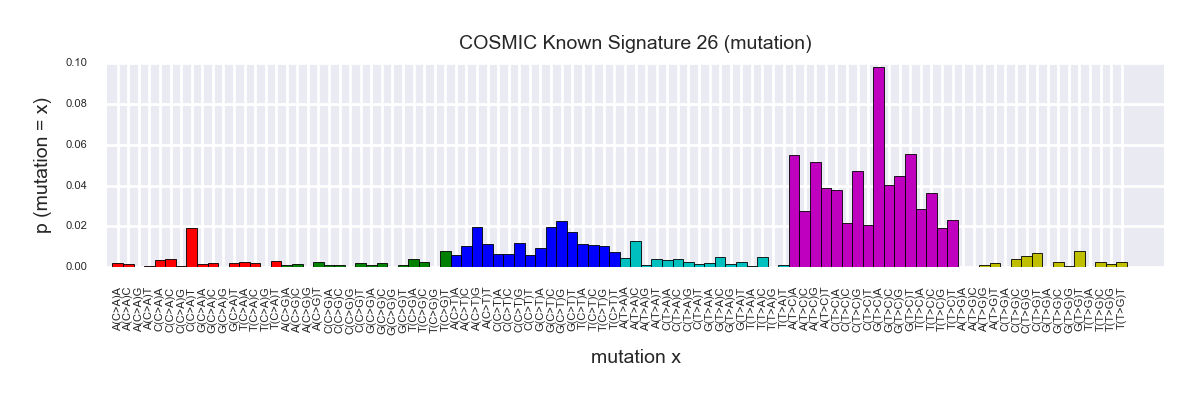 COSMIC Known Signature 26 (mutation)
p (mutation = x)
0.10
0.08
0.06
0.04
0.02
0.00
A(C>A)A
A(C>A)C
A(C>A)G
A(C>A)T
C(C>A)A
C(C>A)C
C(C>A)G
C(C>A)T
G(C>A)A
G(C>A)C
G(C>A)G
G(C>A)T
T(C>A)A
T(C>A)C
T(C>A)G
T(C>A)T
A(C>G)A
A(C>G)C
A(C>G)G
A(C>G)T
C(C>G)A
C(C>G)C
C(C>G)G
C(C>G)T
G(C>G)A
G(C>G)C
G(C>G)G
G(C>G)T
T(C>G)A
T(C>G)C
T(C>G)G
T(C>G)T
A(C>T)A
A(C>T)C
A(C>T)G
A(C>T)T
C(C>T)A
C(C>T)C
C(C>T)G
C(C>T)T
G(C>T)A
G(C>T)C
G(C>T)G
G(C>T)T
T(C>T)A
T(C>T)C
T(C>T)G
T(C>T)T
A(T>A)A
A(T>A)C
A(T>A)G
A(T>A)T
C(T>A)A
C(T>A)C
C(T>A)G
C(T>A)T
G(T>A)A
G(T>A)C
G(T>A)G
G(T>A)T
T(T>A)A
T(T>A)C
T(T>A)G
T(T>A)T
A(T>C)A
A(T>C)C
A(T>C)G
A(T>C)T
C(T>C)A
C(T>C)C
C(T>C)G
C(T>C)T
G(T>C)A
G(T>C)C
G(T>C)G
G(T>C)T
T(T>C)A
T(T>C)C
T(T>C)G
T(T>C)T
A(T>G)A
A(T>G)C
A(T>G)G
A(T>G)T
C(T>G)A
C(T>G)C
C(T>G)G
C(T>G)T
G(T>G)A
G(T>G)C
G(T>G)G
G(T>G)T
T(T>G)A
T(T>G)C
T(T>G)G
T(T>G)T
mutation x